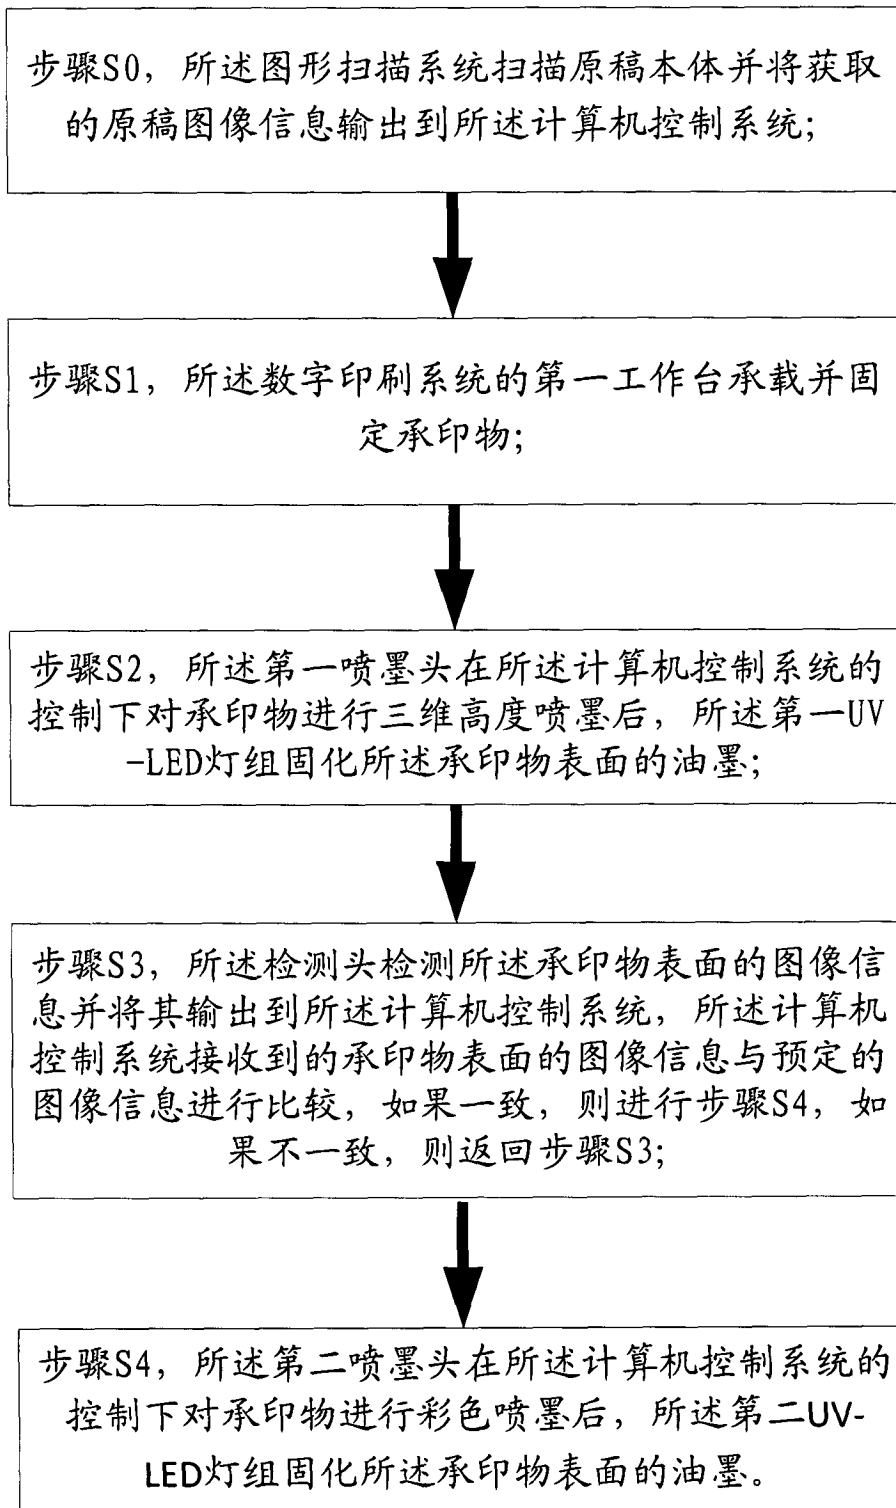 步骤S0，所述图形扫描系统扫描原稿本体并将获取
的原稿图像信息输出到所述计算机控制系统；
步骤S1，所述数字印刷系统的第一工作台承载并固
定承印物；
步骤S2，所述第一喷墨头在所述计算机控制系统的
控制下对承印物进行三维高度喷墨后，所述第一UV
-LED灯组固化所述承印物表面的油墨；
步骤S3，所述检测头检测所述承印物表面的图像信
息并将其输出到所述计算机控制系统，所述计算机
控制系统接收到的承印物表面的图像信息与预定的
图像信息进行比较，如果一致，则进行步骤S4，如
果不一致，则返回步骤S3；
步骤S4，所述第二喷墨头在所述计算机控制系统的
控制下对承印物进行彩色喷墨后，所述第二UV-
LED灯组固化所述承印物表面的油墨。